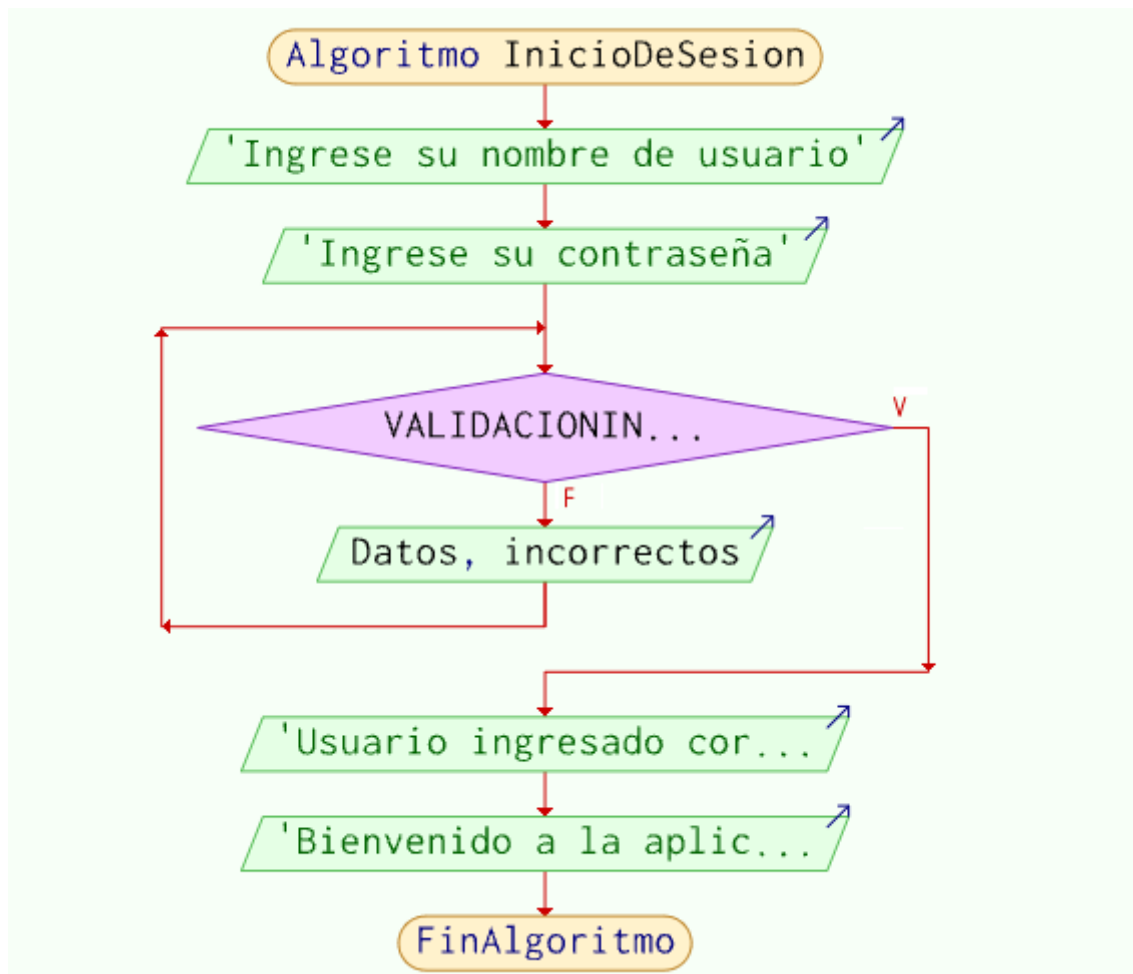 Algoritmo InicioDeSesion
'Ingrese su nombre de usuario'
'Ingrese su contraseña'
VALIDACIONIN...
V
F
Datos, incorrectos
'Usuario ingresado cor...
'Bienvenido a la aplic...
FinAlgoritmo